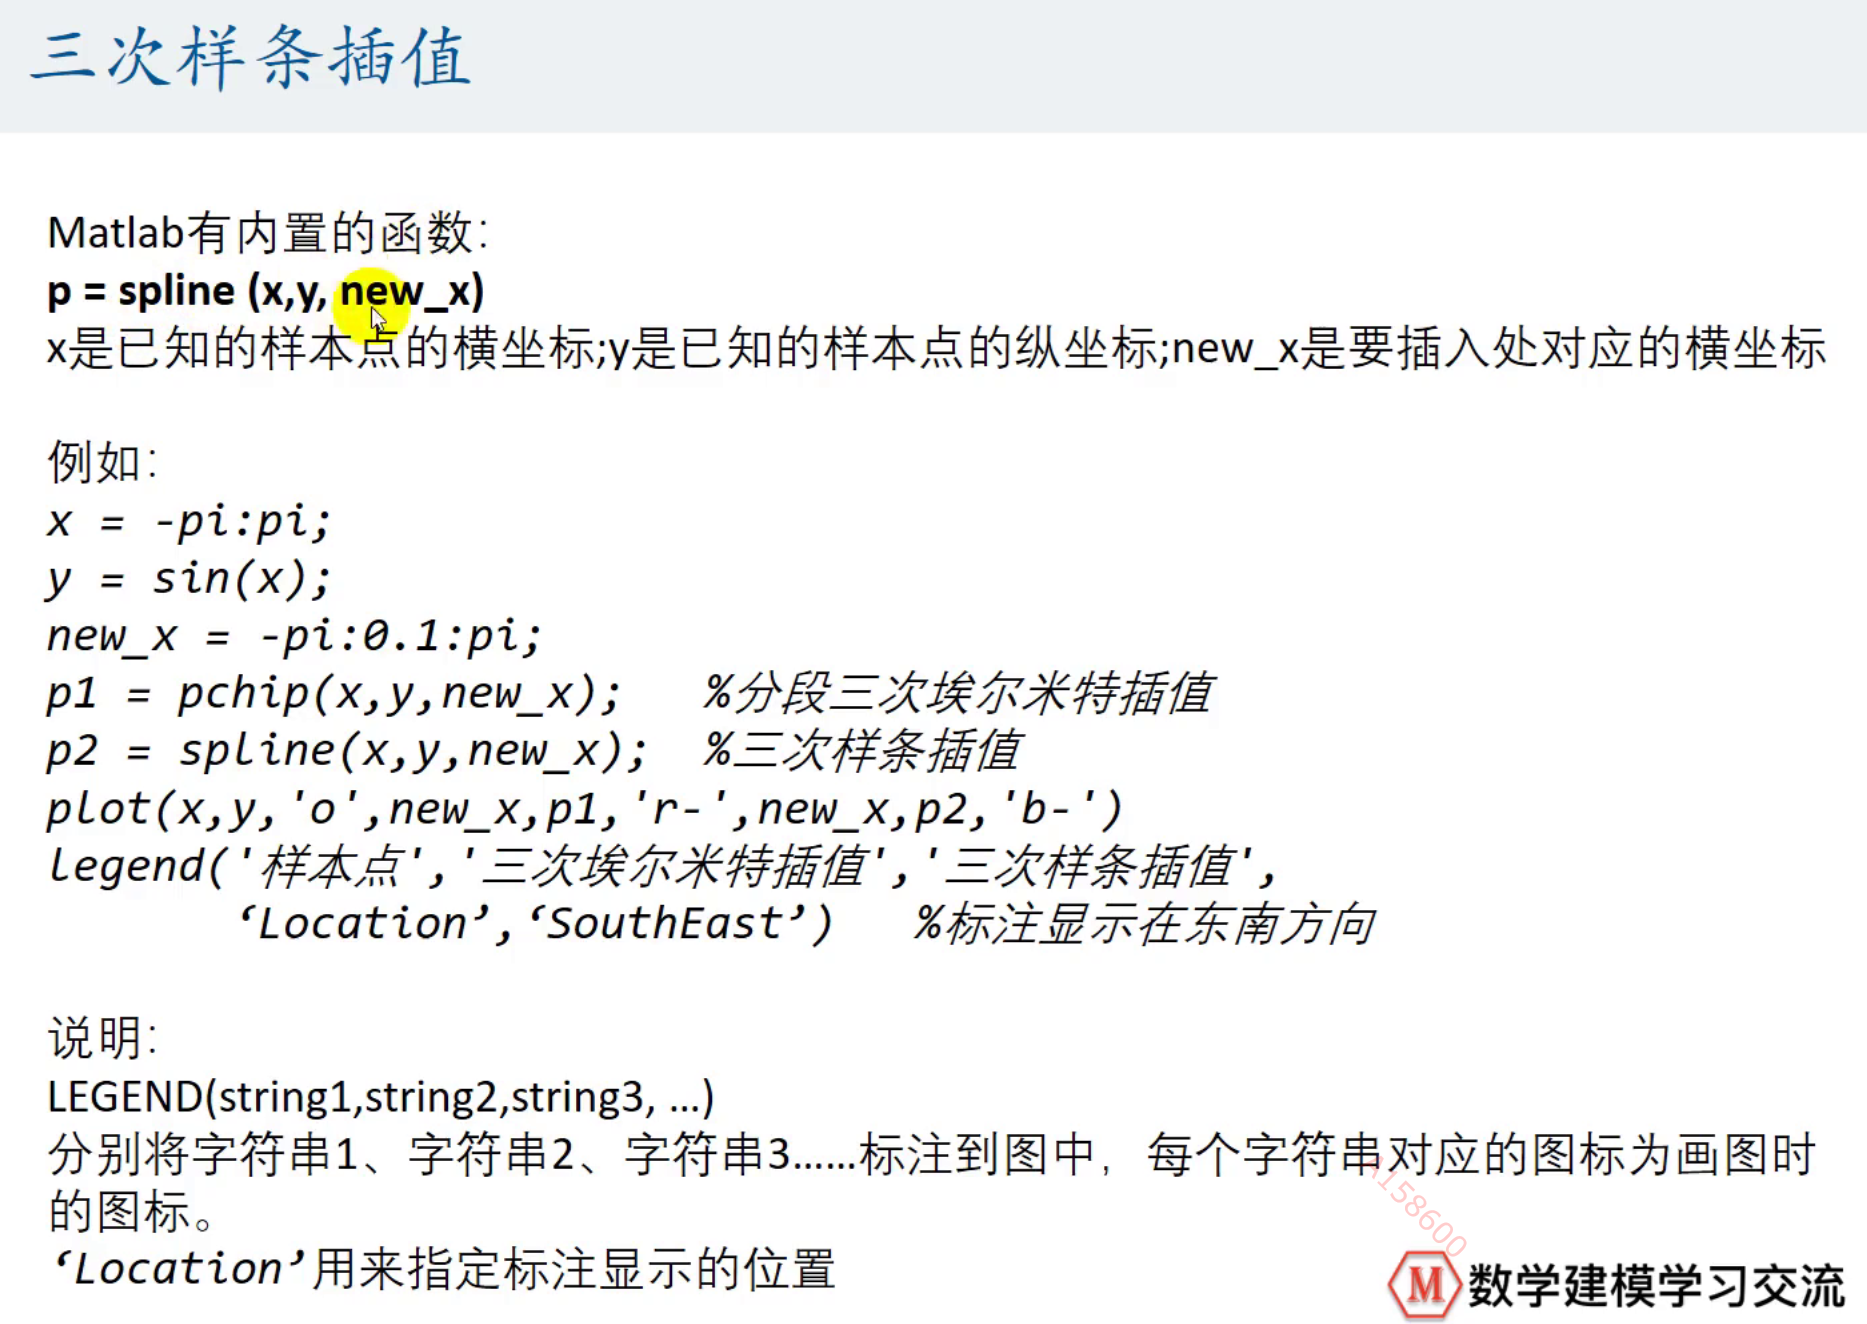 三次样条插值
Matlab有内置的函数：
p = spline (x,y, new_x)
x是已知的样本点的横坐标;y是已知的样本点的纵坐标;new_x是要插入处对应的横坐标
例如：
x = -pi:pi;
y = sin(x);
new_x = -pi:0.1:pi;
p1 = pchip(x,y,new_x);   %分段三次埃尔米特插值
p2 = spline(x,y,new_x);  %三次样条插值
plot(x,y,'o',new_x,p1,'r-',new_x,p2,'b-')
legend('样本点','三次埃尔米特插值','三次样条插值',
‘Location’,‘SouthEast’)   %标注显示在东南方向
说明：
LEGEND(string1,string2,string3, …)
分别将字符串1、字符串2、字符串3……标注到图中，每个字符串对应的图标为画图时
的图标。
‘Location’用来指定标注显示的位置
A158600
M 数学建模学习交流